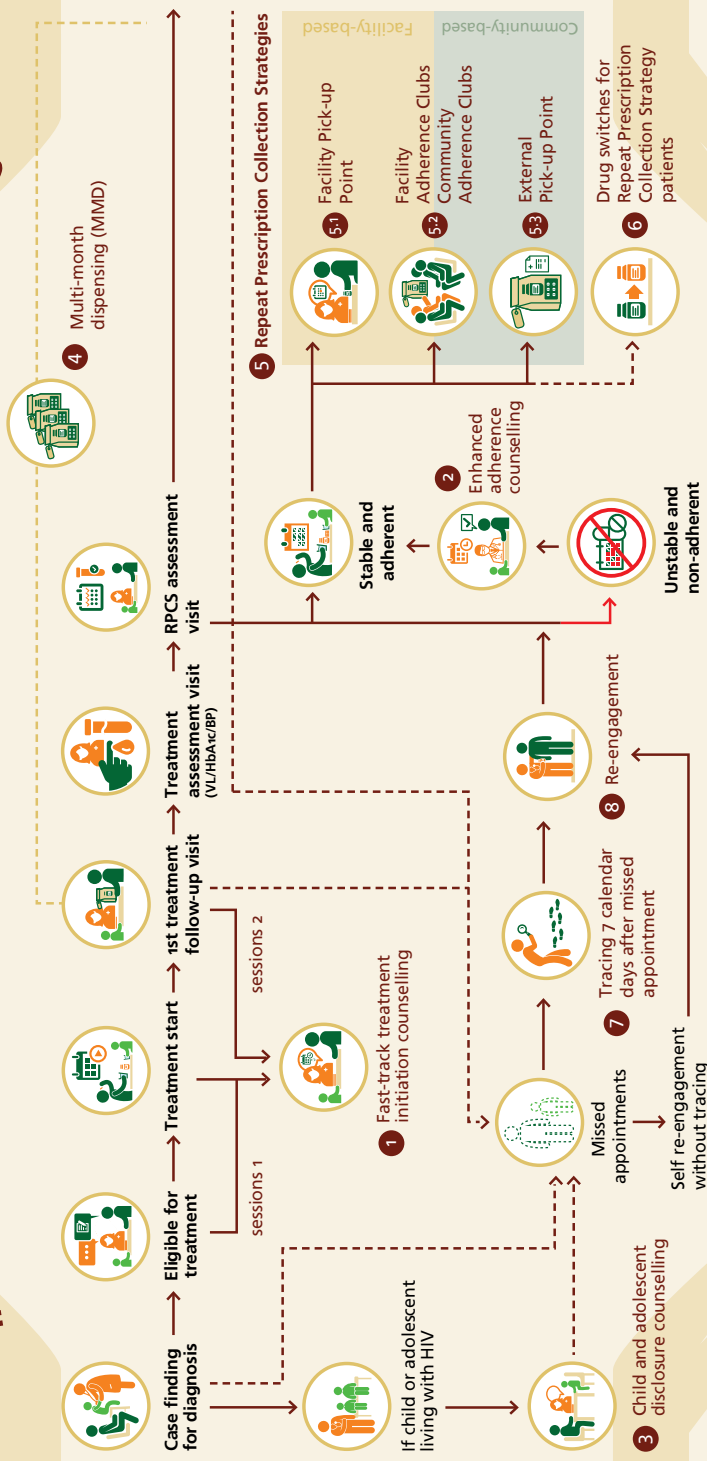 4
Multi-month
dispensing (MMD)
Case finding
for diagnosis
Eligible for
treatment
Treatment start
1st treatment
follow-up visit
Treatment
assessment visit
(VL/HbA1c/BP)
RPCS assessment
visit
sessions 1
sessions 2
1
Fast-track treatment
initiation counselling
If child or adolescent
living with HIV
3
Child and adolescent
disclosure counselling
Missed
appointments
Self re-engagement
without tracing
7
Tracing 7 calendar
days after missed
appointment
8
Re-engagement
Stable and
adherent
2
Enhanced
adherence
counselling
Unstable and
non-adherent
5
Repeat Prescription Collection Strategies
5.1
Facility Pick-up
Point
5.2
Facility
Adherence Clubs
Community
Adherence Clubs
5.3
External
Pick-up Point
Facility-based
Community-based
6
Drug switches for
Repeat Prescription
Collection Strategy
patients